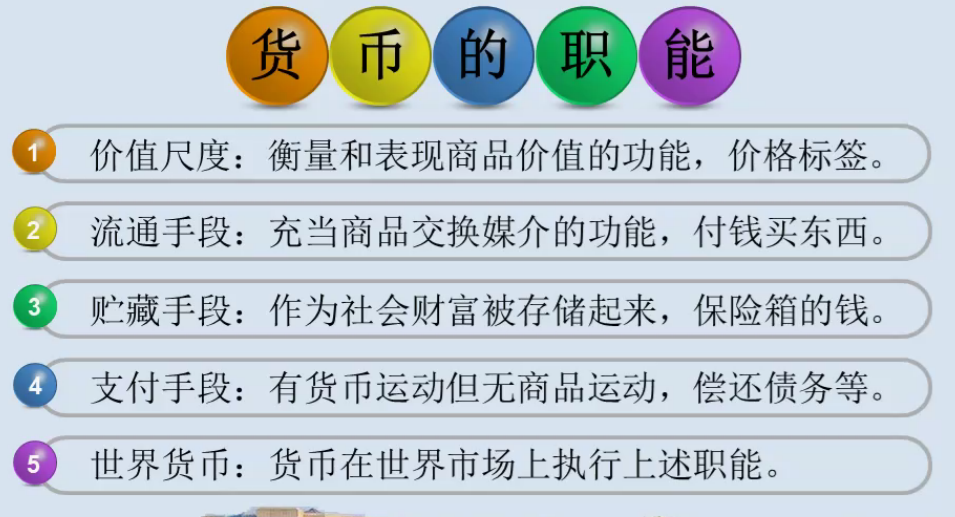 货币的职能
1 价值尺度：衡量和表现商品价值的功能，价格标签。
2 流通手段：充当商品交换媒介的功能，付钱买东西。
3 贮藏手段：作为社会财富被存储起来，保险箱的钱。
4 支付手段：有货币运动但无商品运动，偿还债务等。
5 世界货币：货币在世界市场上执行上述职能。